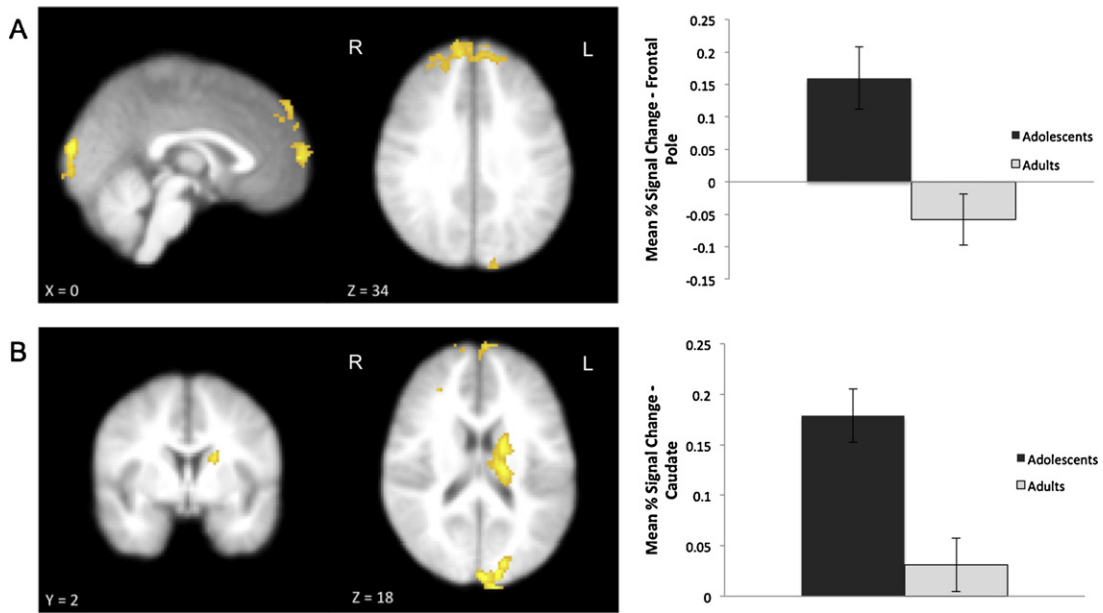 A
R
L
X = 0
Z = 34
Mean % Signal Change - Frontal
Pole
0.25
0.2
0.15
0.1
0.05
0
-0.05
-0.1
-0.15
Adolescents
Adults
B
R
L
Y = 2
Z = 18
Mean % Signal Change -
Caudate
0.25
0.2
0.15
0.1
0.05
0
Adolescents
Adults